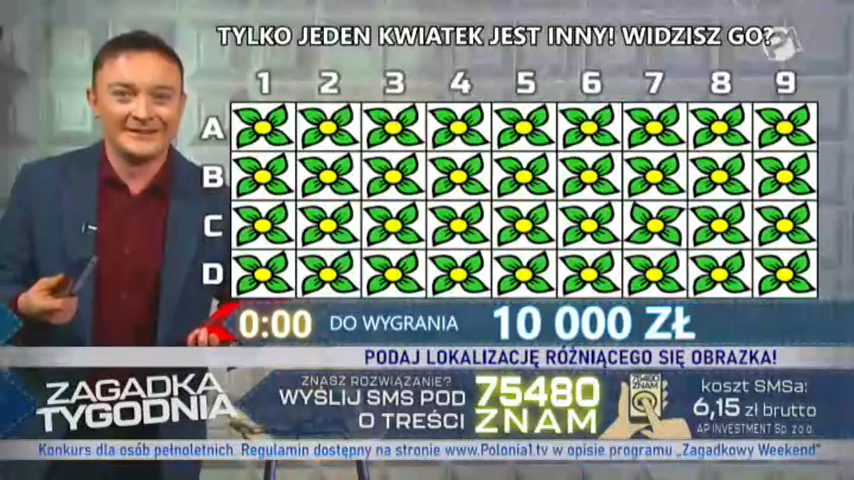 TYLKO JEDEN KWIATEK JEST INNY! WIDZISZ GO?
1 2 3 4 5 6 7 8 9
A
B
C
D
0:00 DO WYGRANIA 10 000 ZŁ
PODAJ LOKALIZACJĘ RÓŻNIĄCEGO SIĘ OBRAZKA!
ZAGADKA
TYGODNIA
ZNASZ ROZWIĄZANIE?
WYŚLIJ SMS POD
O TREŚCI
75480
ZNAM
75480
ZNAM
koszt SMSa:
6,15 zł brutto
AP INVESTMENT Sp. z o.o.
Konkurs dla osób pełnoletnich. Regulamin dostępny na stronie www.Polonia1.tv w opisie programu „Zagadkowy Weekend"